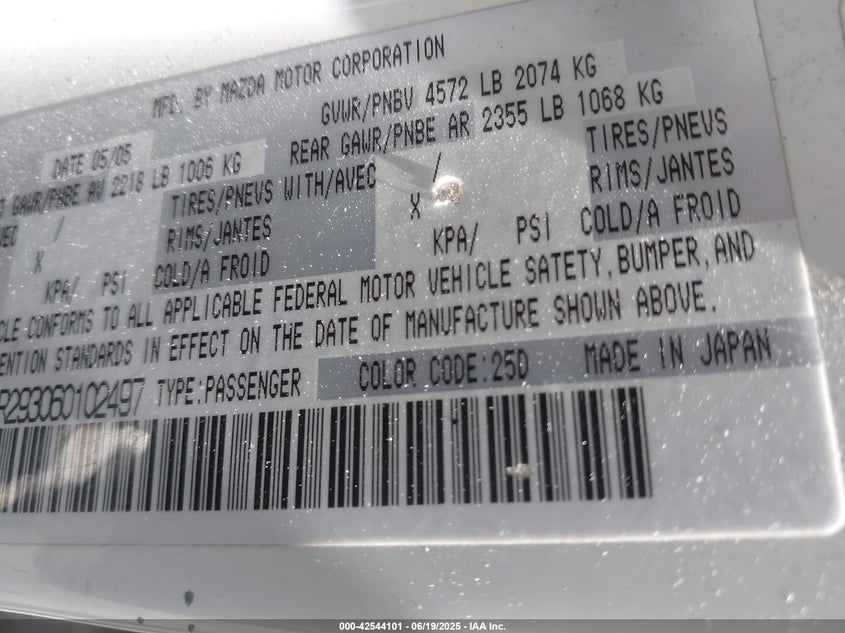 MFD. BY MAZDA MOTOR CORPORATION
DATE 05/05
GVWR/PNBV 4572 LB 2074 KG
GAWR/PNBE AV 2218 LB 1006 KG
REAR GAWR/PNBE AR 2355 LB 1068 KG
/
TIRES/PNEUS WITH/AVEC
/
TIRES/PNEUS
X
RIMS/JANTES
X
RIMS/JANTES
KPA/ PSI COLD/A FROID
KPA/ PSI COLD/A FROID
CONFORMS TO ALL APPLICABLE FEDERAL MOTOR VEHICLE SATETY, BUMPER, AND
STANDARDS IN EFFECT ON THE DATE OF MANUFACTURE SHOWN ABOVE.
R293060102497 TYPE:PASSENGER COLOR CODE:25D MADE IN JAPAN
000-42544101 - 06/19/2025 - IAA Inc.